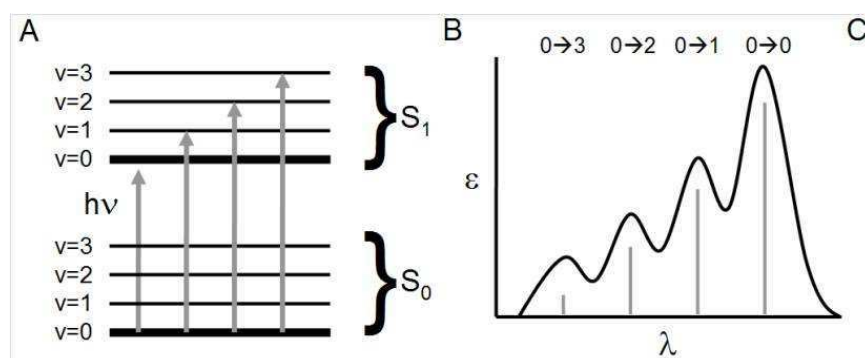 A
v=3
v=2
v=1
v=0
S₁
hν
v=3
v=2
v=1
v=0
S₀
B
0→3 0→2 0→1 0→0
ε
λ
C